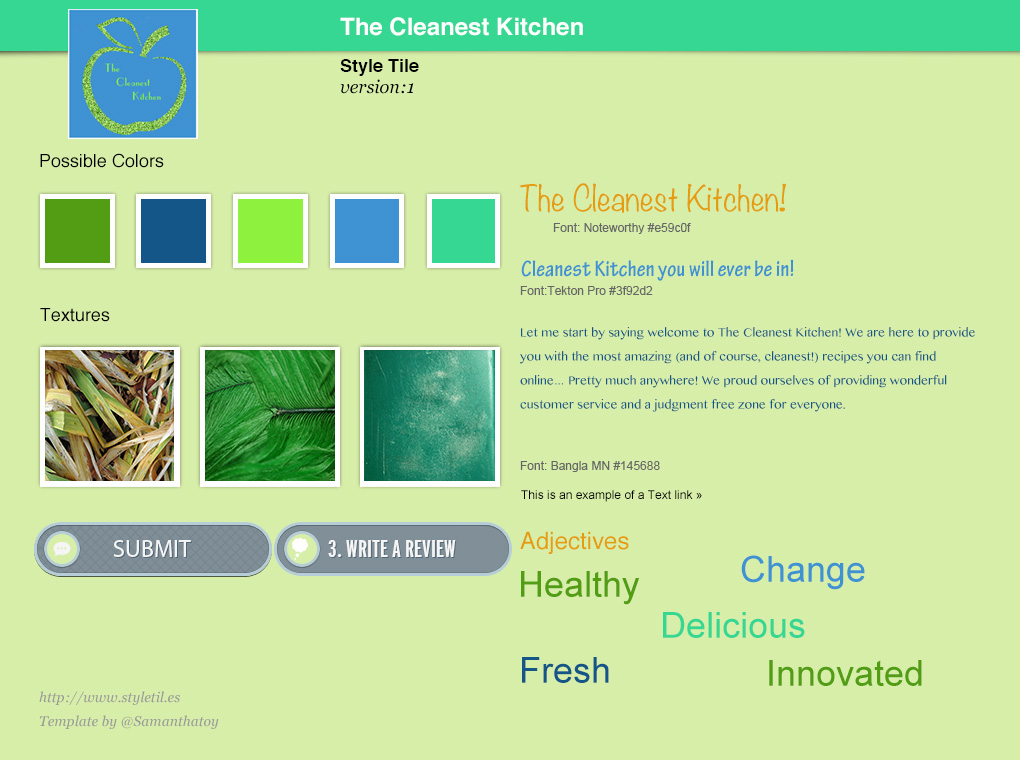 The Cleanest Kitchen
The
Cleanest
Kitchen
Style Tile
version:1
Possible Colors
Textures
SUBMIT
3. WRITE A REVIEW
The Cleanest Kitchen!
Font: Noteworthy #e59c0f
Cleanest Kitchen you will ever be in!
Font:Tekton Pro #3f92d2
Let me start by saying welcome to The Cleanest Kitchen! We are here to provide
you with the most amazing (and of course, cleanest!) recipes you can find
online... Pretty much anywhere! We proud ourselves of providing wonderful
customer service and a judgment free zone for everyone.
Font: Bangla MN #145688
This is an example of a Text link »
Adjectives
Healthy
Change
Delicious
Fresh
Innovated
http://www.styletil.es
Template by @Samanthatoy